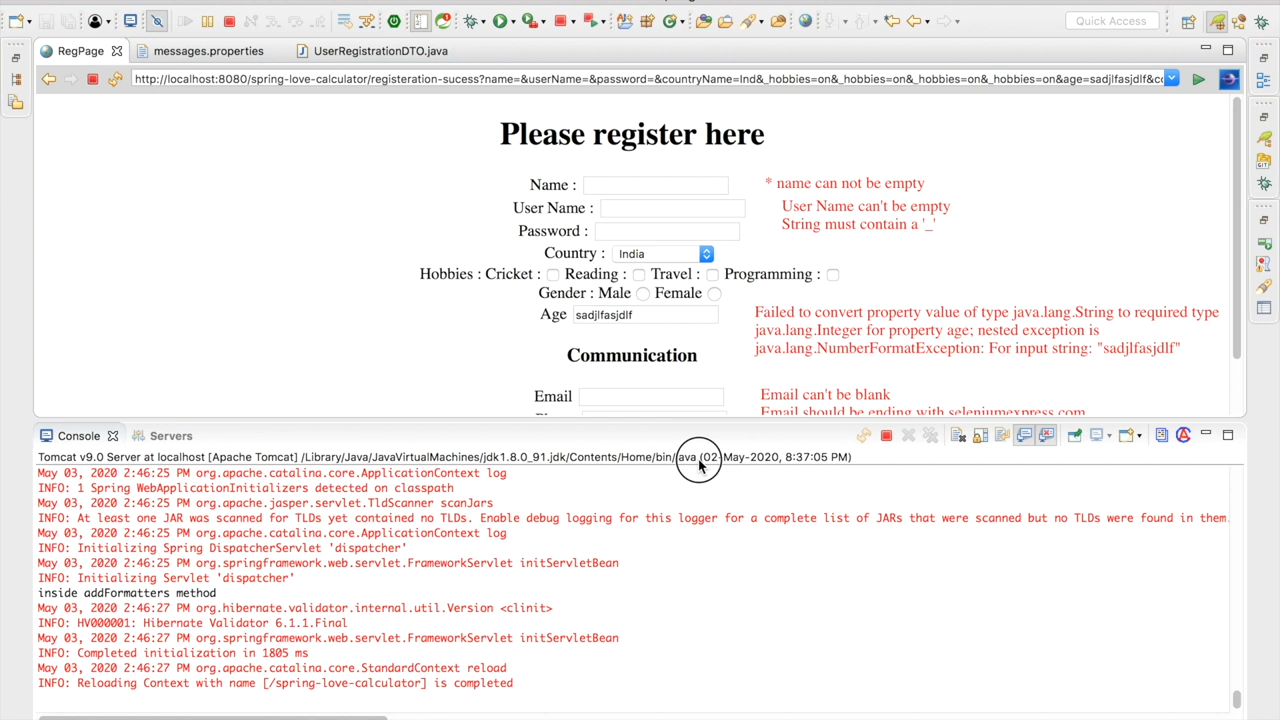 Quick Access
RegPage
messages.properties
UserRegistrationDTO.java
http://localhost:8080/spring-love-calculator/registeration-sucess?name=&userName=&password=&countryName=Ind&_hobbies=on&_hobbies=on&_hobbies=on&_hobbies=on&age=sadjlfasjdlf&cc
Please register here
Name :
* name can not be empty
User Name :
User Name can't be empty
String must contain a '_'
Password :
Country : India
Hobbies : Cricket : Reading : Travel : Programming :
Gender : Male Female
Age sadjlfasjdlf
Failed to convert property value of type java.lang.String to required type
java.lang.Integer for property age; nested exception is
java.lang.NumberFormatException: For input string: "sadjlfasjdlf"
Communication
Email
Email can't be blank
Email should be ending with seleniumexpress.com
Console
Servers
Tomcat v9.0 Server at localhost [Apache Tomcat] /Library/Java/JavaVirtualMachines/jdk1.8.0_91.jdk/Contents/Home/bin/java (02-May-2020, 8:37:05 PM)
May 03, 2020 2:46:25 PM org.apache.catalina.core.ApplicationContext log
INFO: 1 Spring WebApplicationInitializers detected on classpath
May 03, 2020 2:46:25 PM org.apache.jasper.servlet.TldScanner scanJars
INFO: At least one JAR was scanned for TLDs yet contained no TLDs. Enable debug logging for this logger for a complete list of JARs that were scanned but no TLDs were found in them.
May 03, 2020 2:46:25 PM org.apache.catalina.core.ApplicationContext log
INFO: Initializing Spring DispatcherServlet 'dispatcher'
May 03, 2020 2:46:25 PM org.springframework.web.servlet.FrameworkServlet initServletBean
INFO: Initializing Servlet 'dispatcher'
inside addFormatters method
May 03, 2020 2:46:27 PM org.hibernate.validator.internal.util.Version <clinit>
INFO: HV000001: Hibernate Validator 6.1.1.Final
May 03, 2020 2:46:27 PM org.springframework.web.servlet.FrameworkServlet initServletBean
INFO: Completed initialization in 1805 ms
May 03, 2020 2:46:27 PM org.apache.catalina.core.StandardContext reload
INFO: Reloading Context with name [/spring-love-calculator] is completed